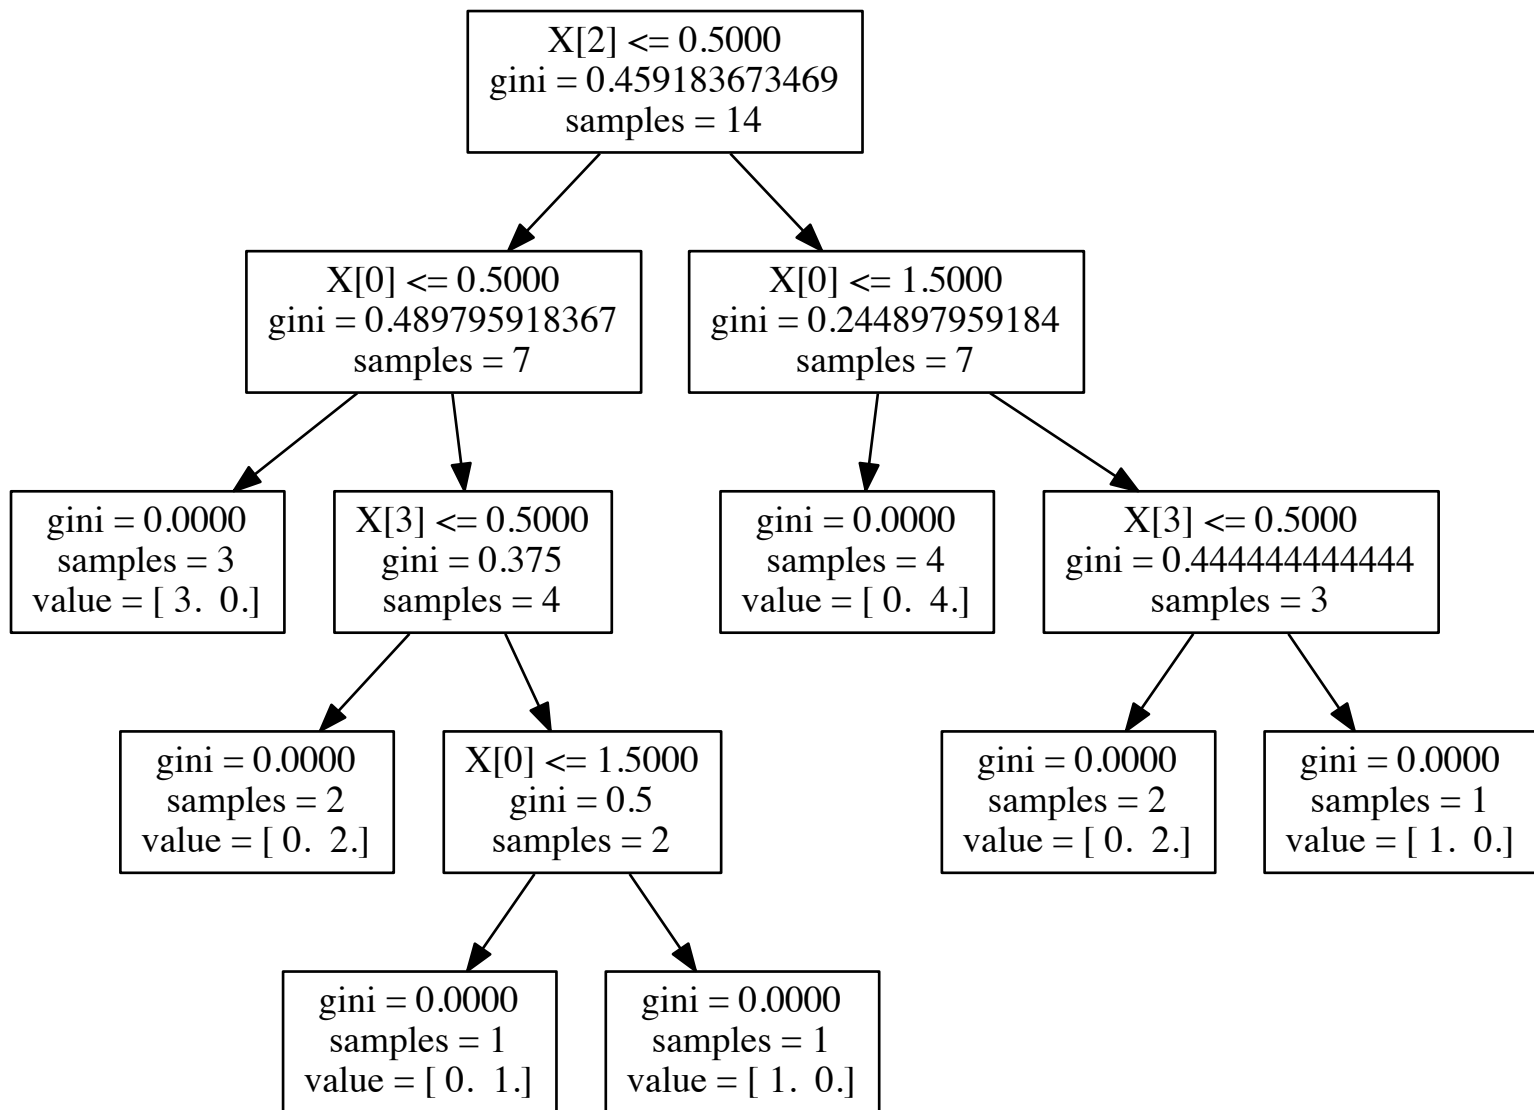 X[2] <= 0.5000
gini = 0.459183673469
samples = 14
X[0] <= 0.5000
gini = 0.489795918367
samples = 7
X[0] <= 1.5000
gini = 0.244897959184
samples = 7
gini = 0.0000
samples = 3
value = [ 3.  0.]
X[3] <= 0.5000
gini = 0.375
samples = 4
gini = 0.0000
samples = 4
value = [ 0.  4.]
X[3] <= 0.5000
gini = 0.444444444444
samples = 3
gini = 0.0000
samples = 2
value = [ 0.  2.]
X[0] <= 1.5000
gini = 0.5
samples = 2
gini = 0.0000
samples = 2
value = [ 0.  2.]
gini = 0.0000
samples = 1
value = [ 1.  0.]
gini = 0.0000
samples = 1
value = [ 0.  1.]
gini = 0.0000
samples = 1
value = [ 1.  0.]